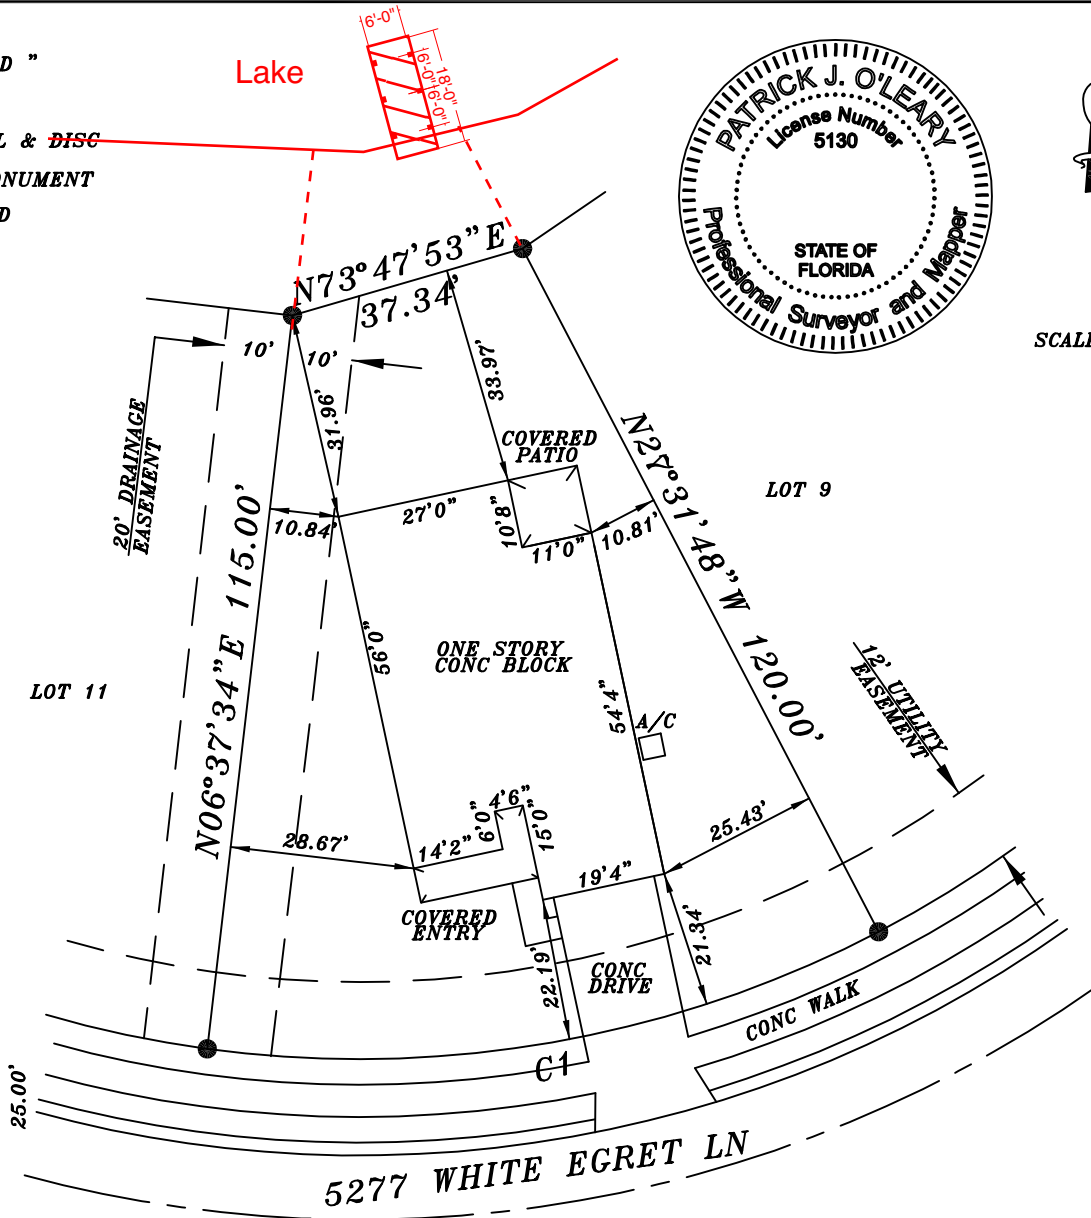 D ”
L & DISC
ONUMENT
D
Lake
6'-0"
6'-0"
6'-0"
18'-0"
PATRICK J. O'LEARY
License Number
5130
STATE OF
FLORIDA
Professional Surveyor and Mapper
SCALE
N73°47'53”E
37.34'
10'
10'
20' DRAINAGE
EASEMENT
31.96'
33.97'
COVERED
PATIO
27'0”
10'8”
11'0”
10.84'
10.81'
N27°31'48”W 120.00'
LOT 9
N06°37'34”E 115.00'
LOT 11
56'0”
ONE STORY
CONC BLOCK
54'4”
A/C
12' UTILITY
EASEMENT
4'6”
6'0”
15'0”
28.67'
14'2”
19'4”
25.43'
COVERED
ENTRY
22.19'
21.34'
CONC
DRIVE
CONC WALK
C1
25.00'
5277 WHITE EGRET LN